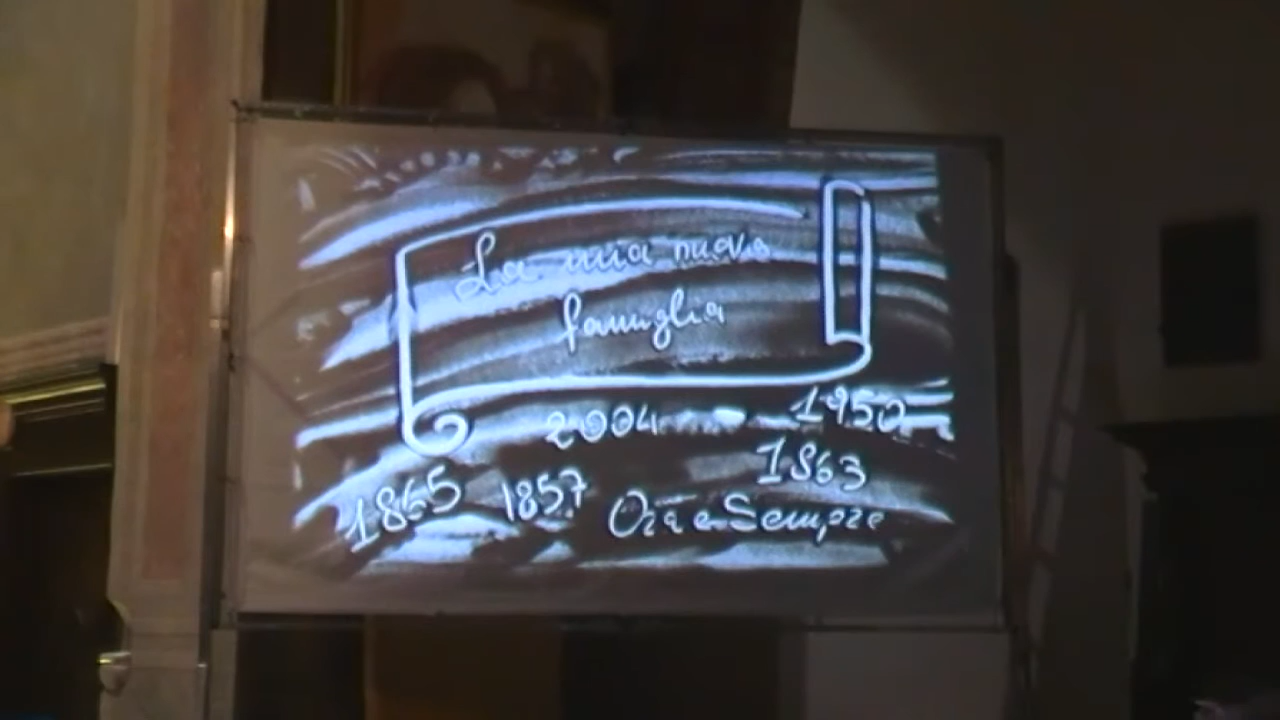 La mia nuova
famiglia
2004 1950
1865 1857 1863
Ora e Sempre